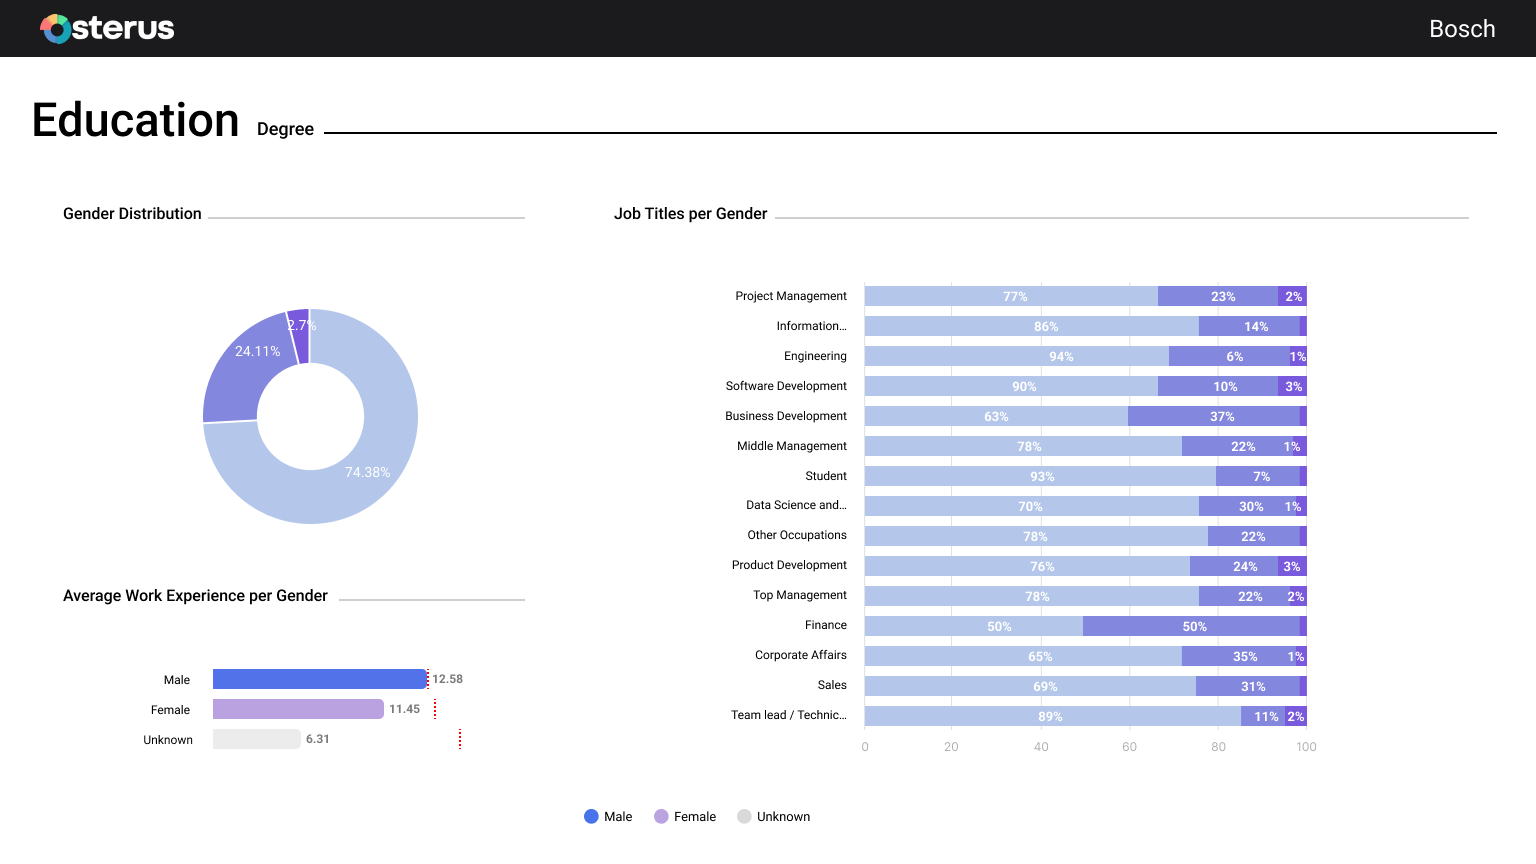 osterus
Bosch
Education Degree
Gender Distribution
2.7%
24.11%
74.38%
Average Work Experience per Gender
Male 12.58
Female 11.45
Unknown 6.31
Job Titles per Gender
Project Management 77% 23% 2%
Information... 86% 14%
Engineering 94% 6% 1%
Software Development 90% 10% 3%
Business Development 63% 37%
Middle Management 78% 22% 1%
Student 93% 7%
Data Science and... 70% 30% 1%
Other Occupations 78% 22%
Product Development 76% 24% 3%
Top Management 78% 22% 2%
Finance 50% 50%
Corporate Affairs 65% 35% 1%
Sales 69% 31%
Team lead / Technic... 89% 11% 2%
0 20 40 60 80 100
Male Female Unknown